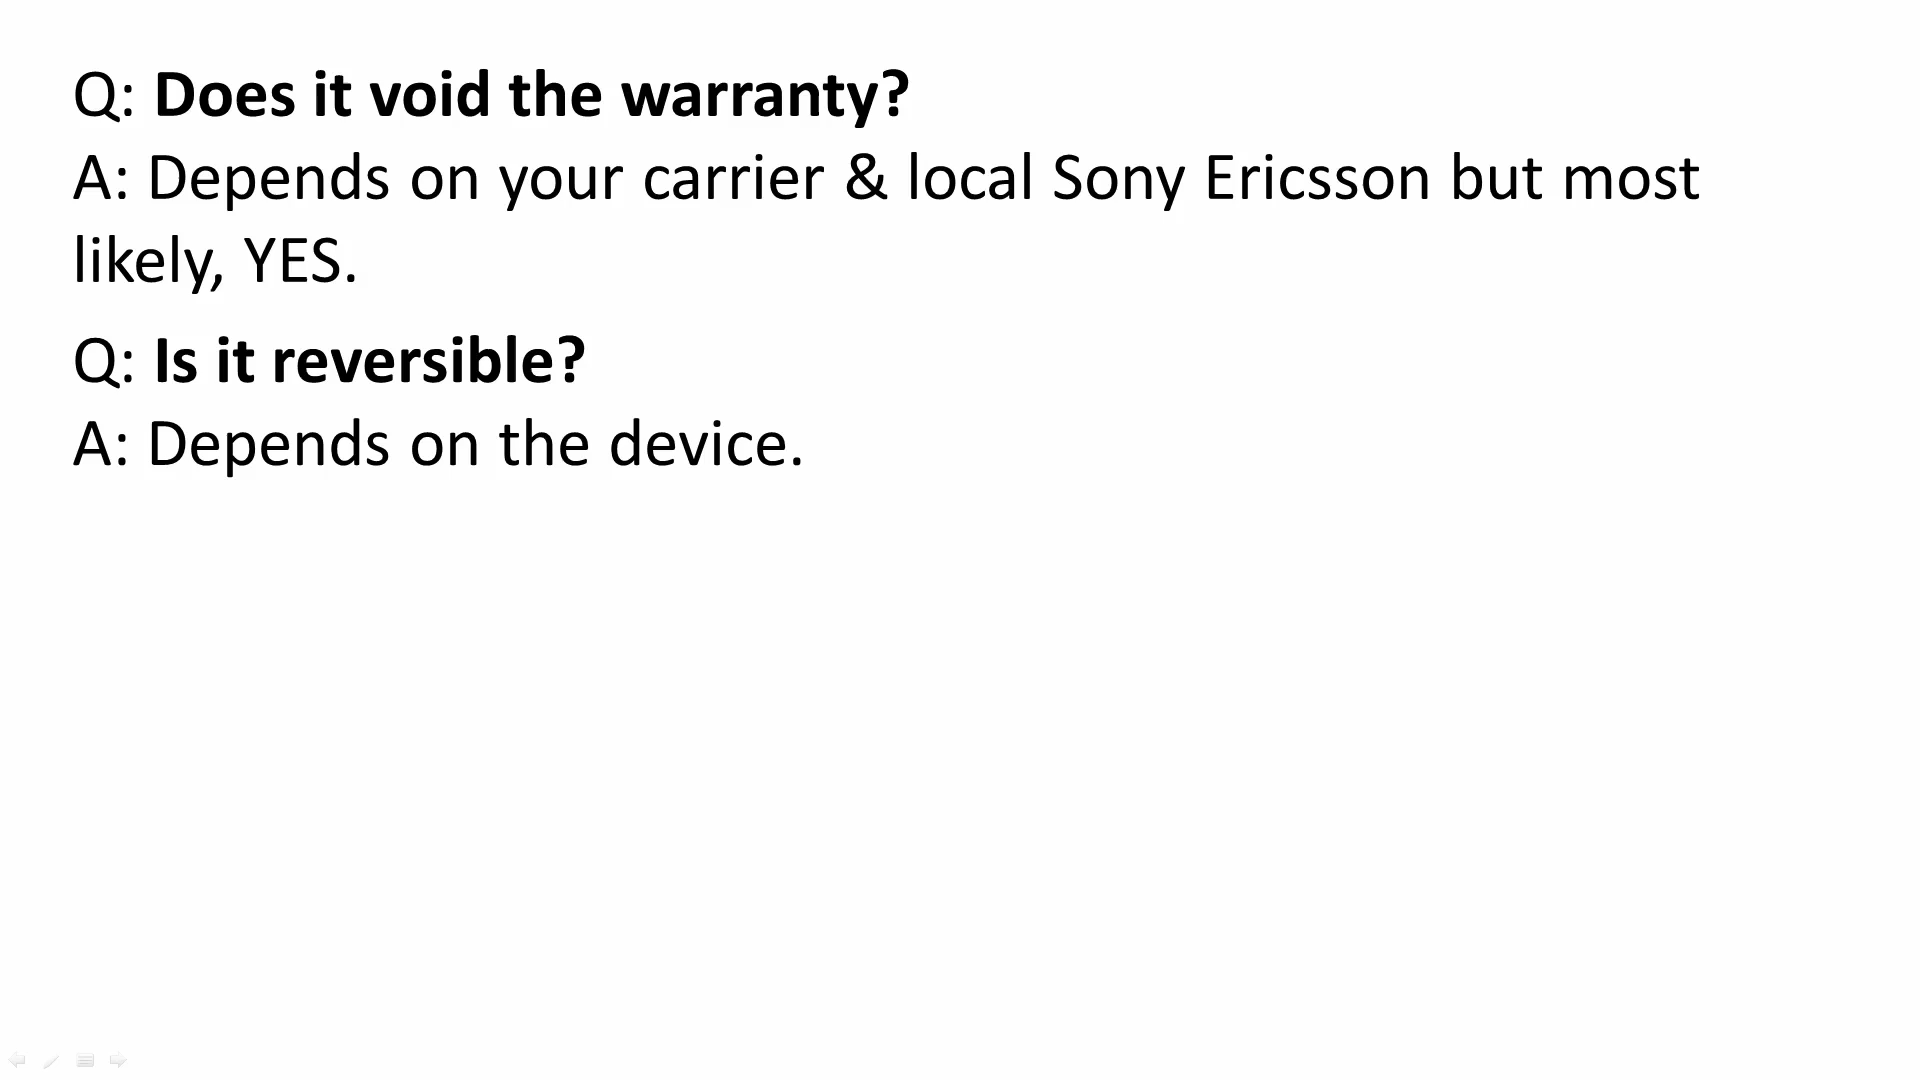 Q: Does it void the warranty?
A: Depends on your carrier & local Sony Ericsson but most
likely, YES.
Q: Is it reversible?
A: Depends on the device.